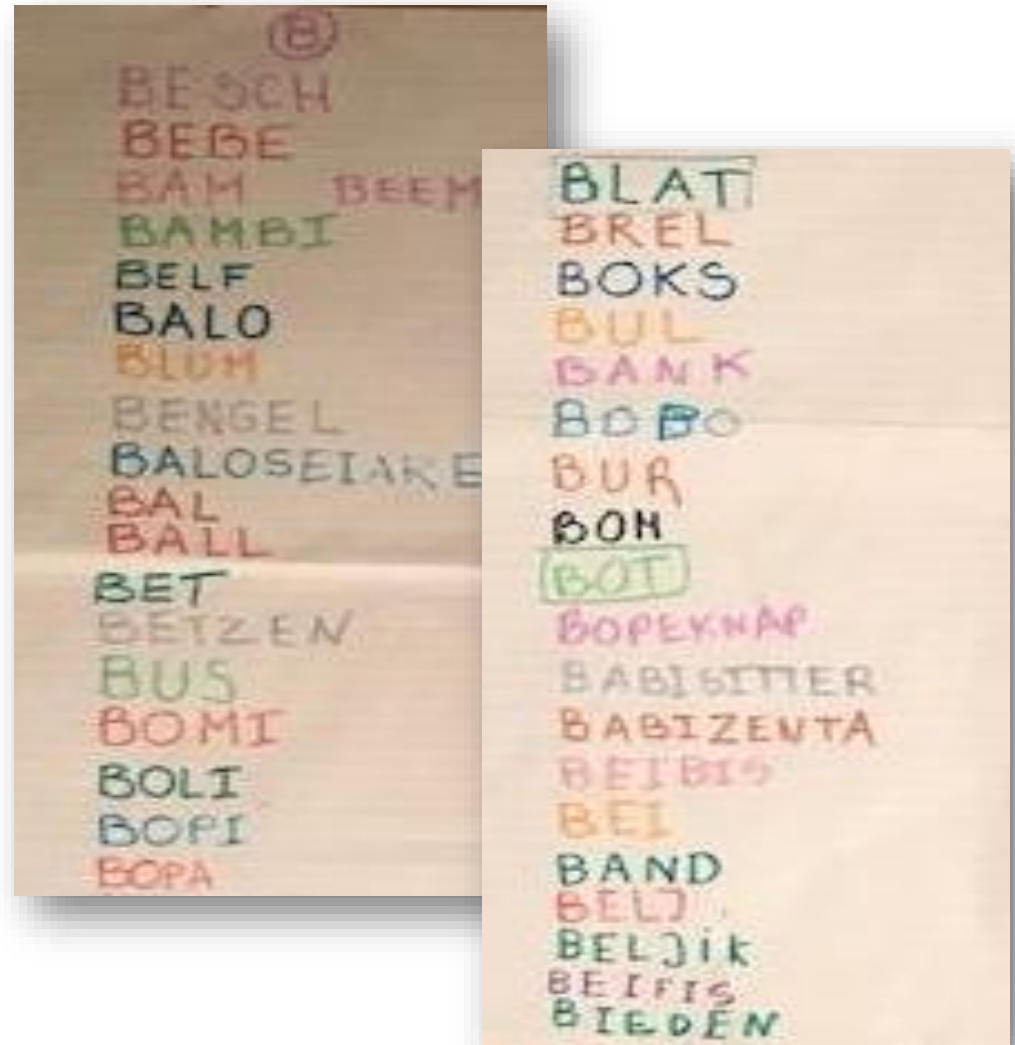 B
BESCH
BEBE
BAM BEEM
BAMBI
BELF
BALO
BLUM
BENGEL
BALOSEIARE
BAL
BALL
BET
BETZEN
BUS
BOMI
BOLI
BOPI
BOPA
BLAT
BREL
BOKS
BUL
BANK
BOBO
BUR
BOM
BOT
BOPEKNAP
BABISITTER
BABIZENTA
BEIBIS
BEI
BAND
BELJ
BELJiK
BEIFIS
BIEDEN